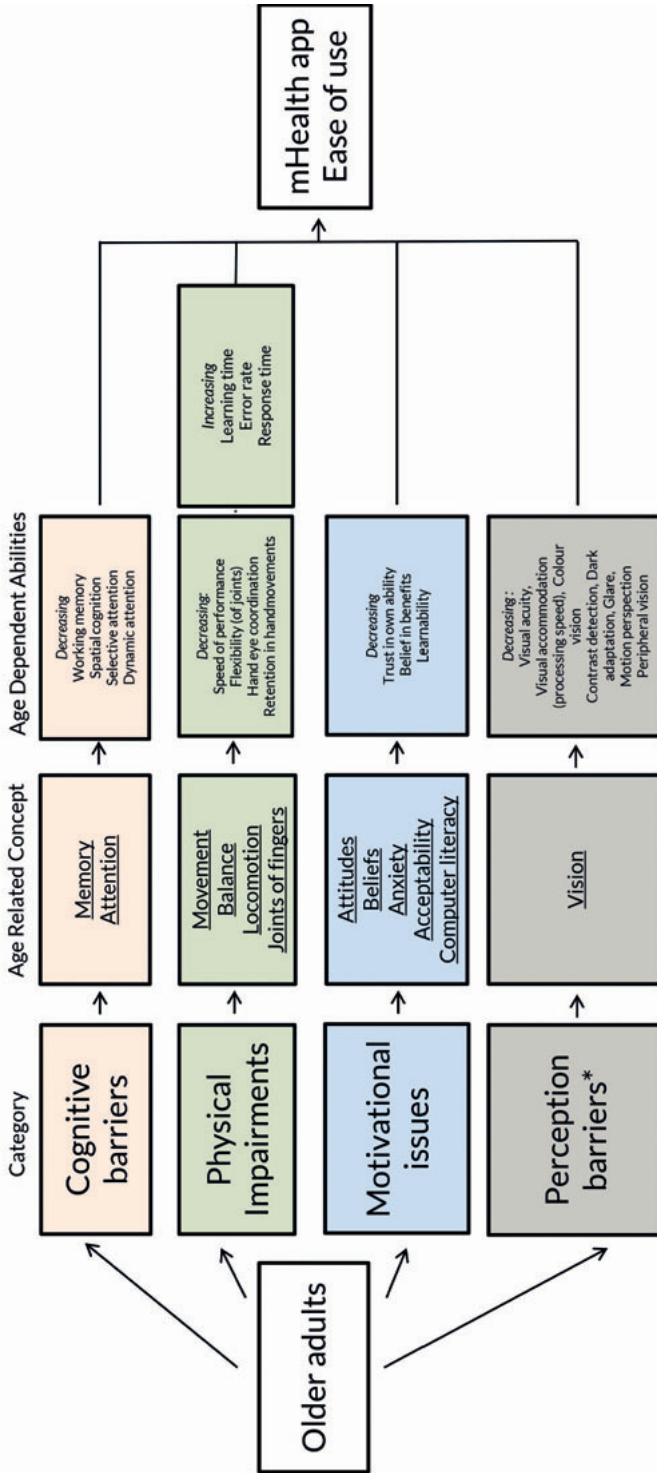 Category
Age Related Concept
Age Dependent Abilities
Older adults
Cognitive
barriers
Memory
Attention
Decreasing
Working memory
Spatial cognition
Selective attention
Dynamic attention
Physical
Impairments
Movement
Balance
Locomotion
Joints of fingers
Decreasing:
Speed of performance
Flexibility (of joints)
Hand eye coordination
Retention in handmovements
Increasing
Learning time
Error rate
Response time
Motivational
issues
Attitudes
Beliefs
Anxiety
Acceptability
Computer literacy
Decreasing
Trust in own ability
Belief in benefits
Learnability
Perception
barriers*
Vision
Decreasing :
Visual acuity,
Visual accommodation
(processing speed), Colour
vision
Contrast detection, Dark
adaptation, Glare,
Motion perspection
Peripheral vision
mHealth app
Ease of use